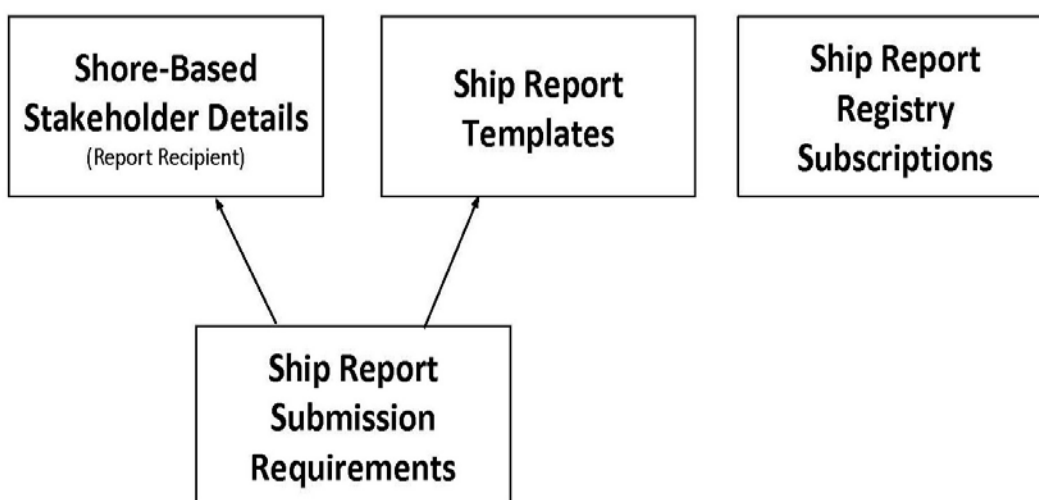 Shore-Based
Stakeholder Details
(Report Recipient)
Ship Report
Templates
Ship Report
Registry
Subscriptions
Ship Report
Submission
Requirements